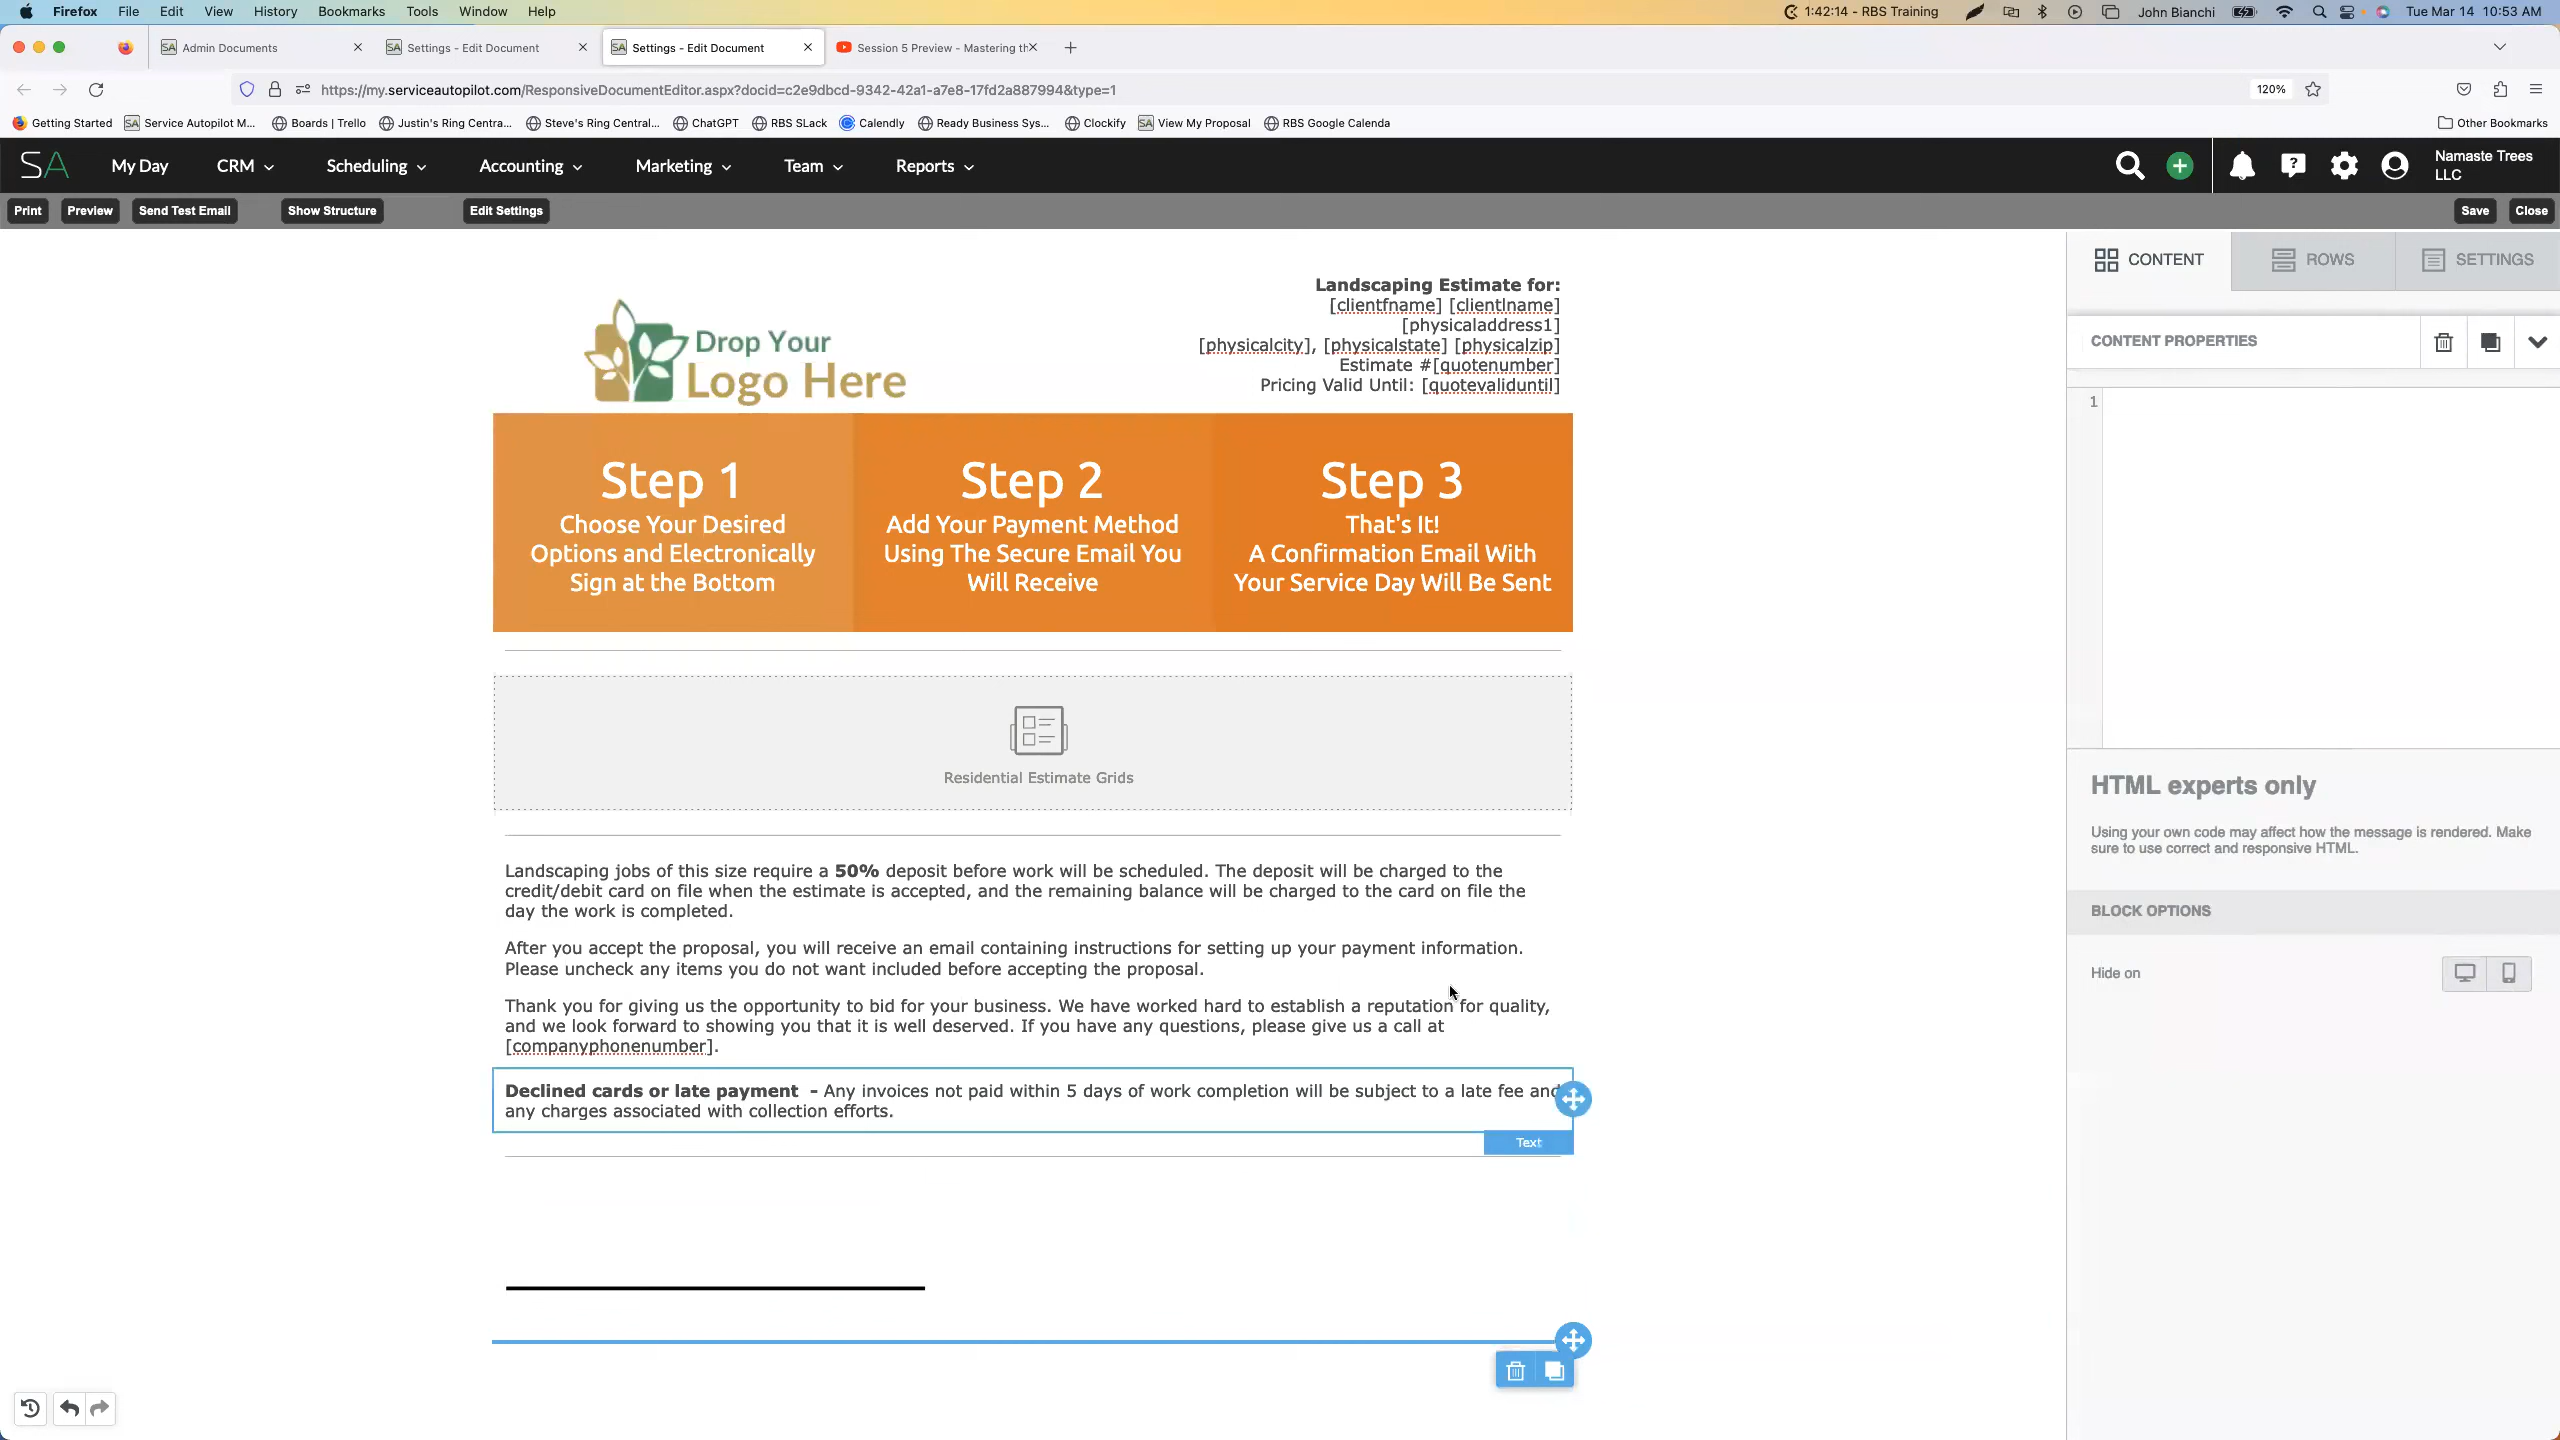 Firefox File Edit View History Bookmarks Tools Window Help 1:42:14 - RBS Training John Bianchi Tue Mar 14 10:53 AM
Admin Documents Settings - Edit Document Settings - Edit Document Session 5 Preview - Mastering th
https://my.serviceautopilot.com/ResponsiveDocumentEditor.aspx?docid=c2e9dbcd-9342-42a1-a7e8-17fd2a887994&type=1 120%
Getting Started Service Autopilot M... Boards | Trello Justin's Ring Centra... Steve's Ring Central... ChatGPT RBS SLack Calendly Ready Business Sys... Clockify View My Proposal RBS Google Calenda Other Bookmarks
SA My Day CRM Scheduling Accounting Marketing Team Reports Namaste Trees
LLC
Print Preview Send Test Email Show Structure Edit Settings Save Close
CONTENT ROWS SETTINGS
Landscaping Estimate for:
[clientfname] [clientlname]
[physicaladdress1]
[physicalcity], [physicalstate] [physicalzip]
Estimate #[quotenumber]
Pricing Valid Until: [quotevaliduntil]
Drop Your
Logo Here
Step 1
Choose Your Desired
Options and Electronically
Sign at the Bottom
Step 2
Add Your Payment Method
Using The Secure Email You
Will Receive
Step 3
That's It!
A Confirmation Email With
Your Service Day Will Be Sent
Residential Estimate Grids
Landscaping jobs of this size require a 50% deposit before work will be scheduled. The deposit will be charged to the
credit/debit card on file when the estimate is accepted, and the remaining balance will be charged to the card on file the
day the work is completed.
After you accept the proposal, you will receive an email containing instructions for setting up your payment information.
Please uncheck any items you do not want included before accepting the proposal.
Thank you for giving us the opportunity to bid for your business. We have worked hard to establish a reputation for quality,
and we look forward to showing you that it is well deserved. If you have any questions, please give us a call at
[companyphonenumber].
Declined cards or late payment - Any invoices not paid within 5 days of work completion will be subject to a late fee and
any charges associated with collection efforts.
Text
CONTENT PROPERTIES
1
HTML experts only
Using your own code may affect how the message is rendered. Make
sure to use correct and responsive HTML.
BLOCK OPTIONS
Hide on